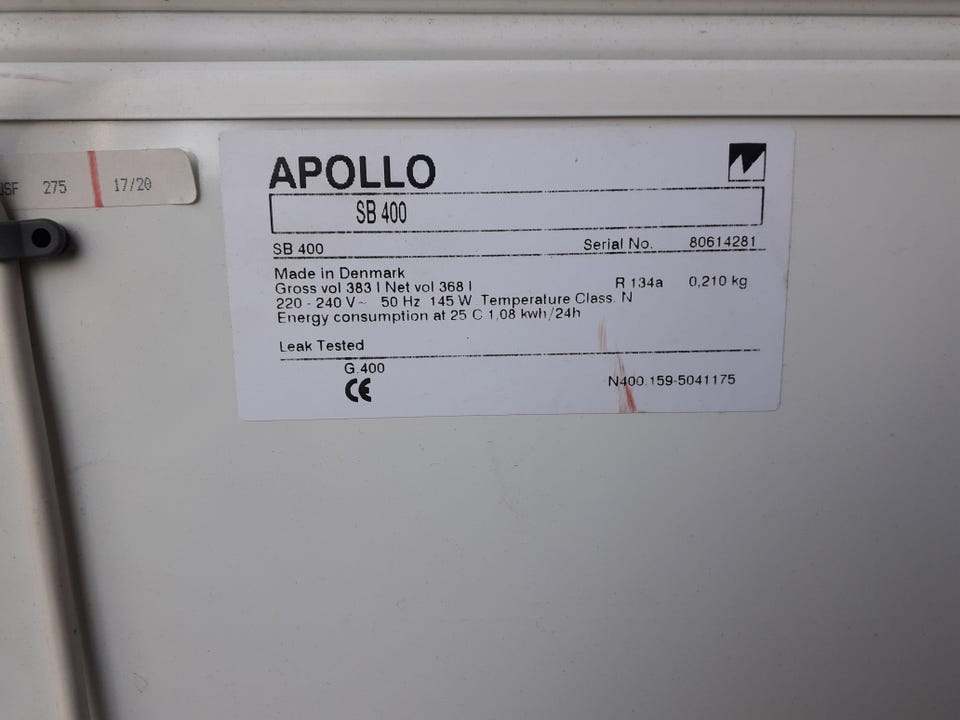 APOLLO
SB 400
SB 400 Serial No. 80614281
Made in Denmark
Gross vol 383 l Net vol 368 l R 134a 0,210 kg
220 - 240 V~ 50 Hz 145 W Temperature Class. N
Energy consumption at 25 C 1,08 kwh/24h
Leak Tested
G.400
CE N400.159-5041175
275 17/20